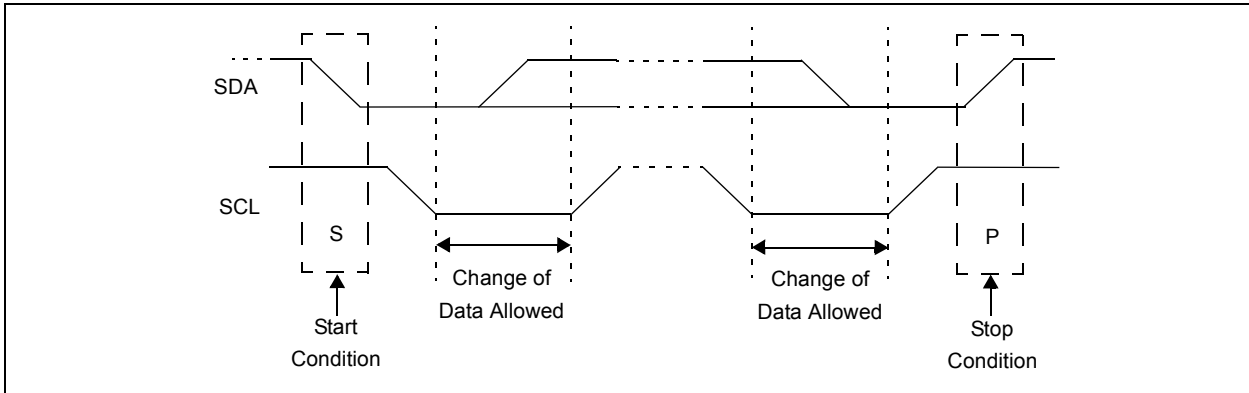 SDA
SCL
S
P
Change of
Data Allowed
Change of
Data Allowed
Start
Condition
Stop
Condition